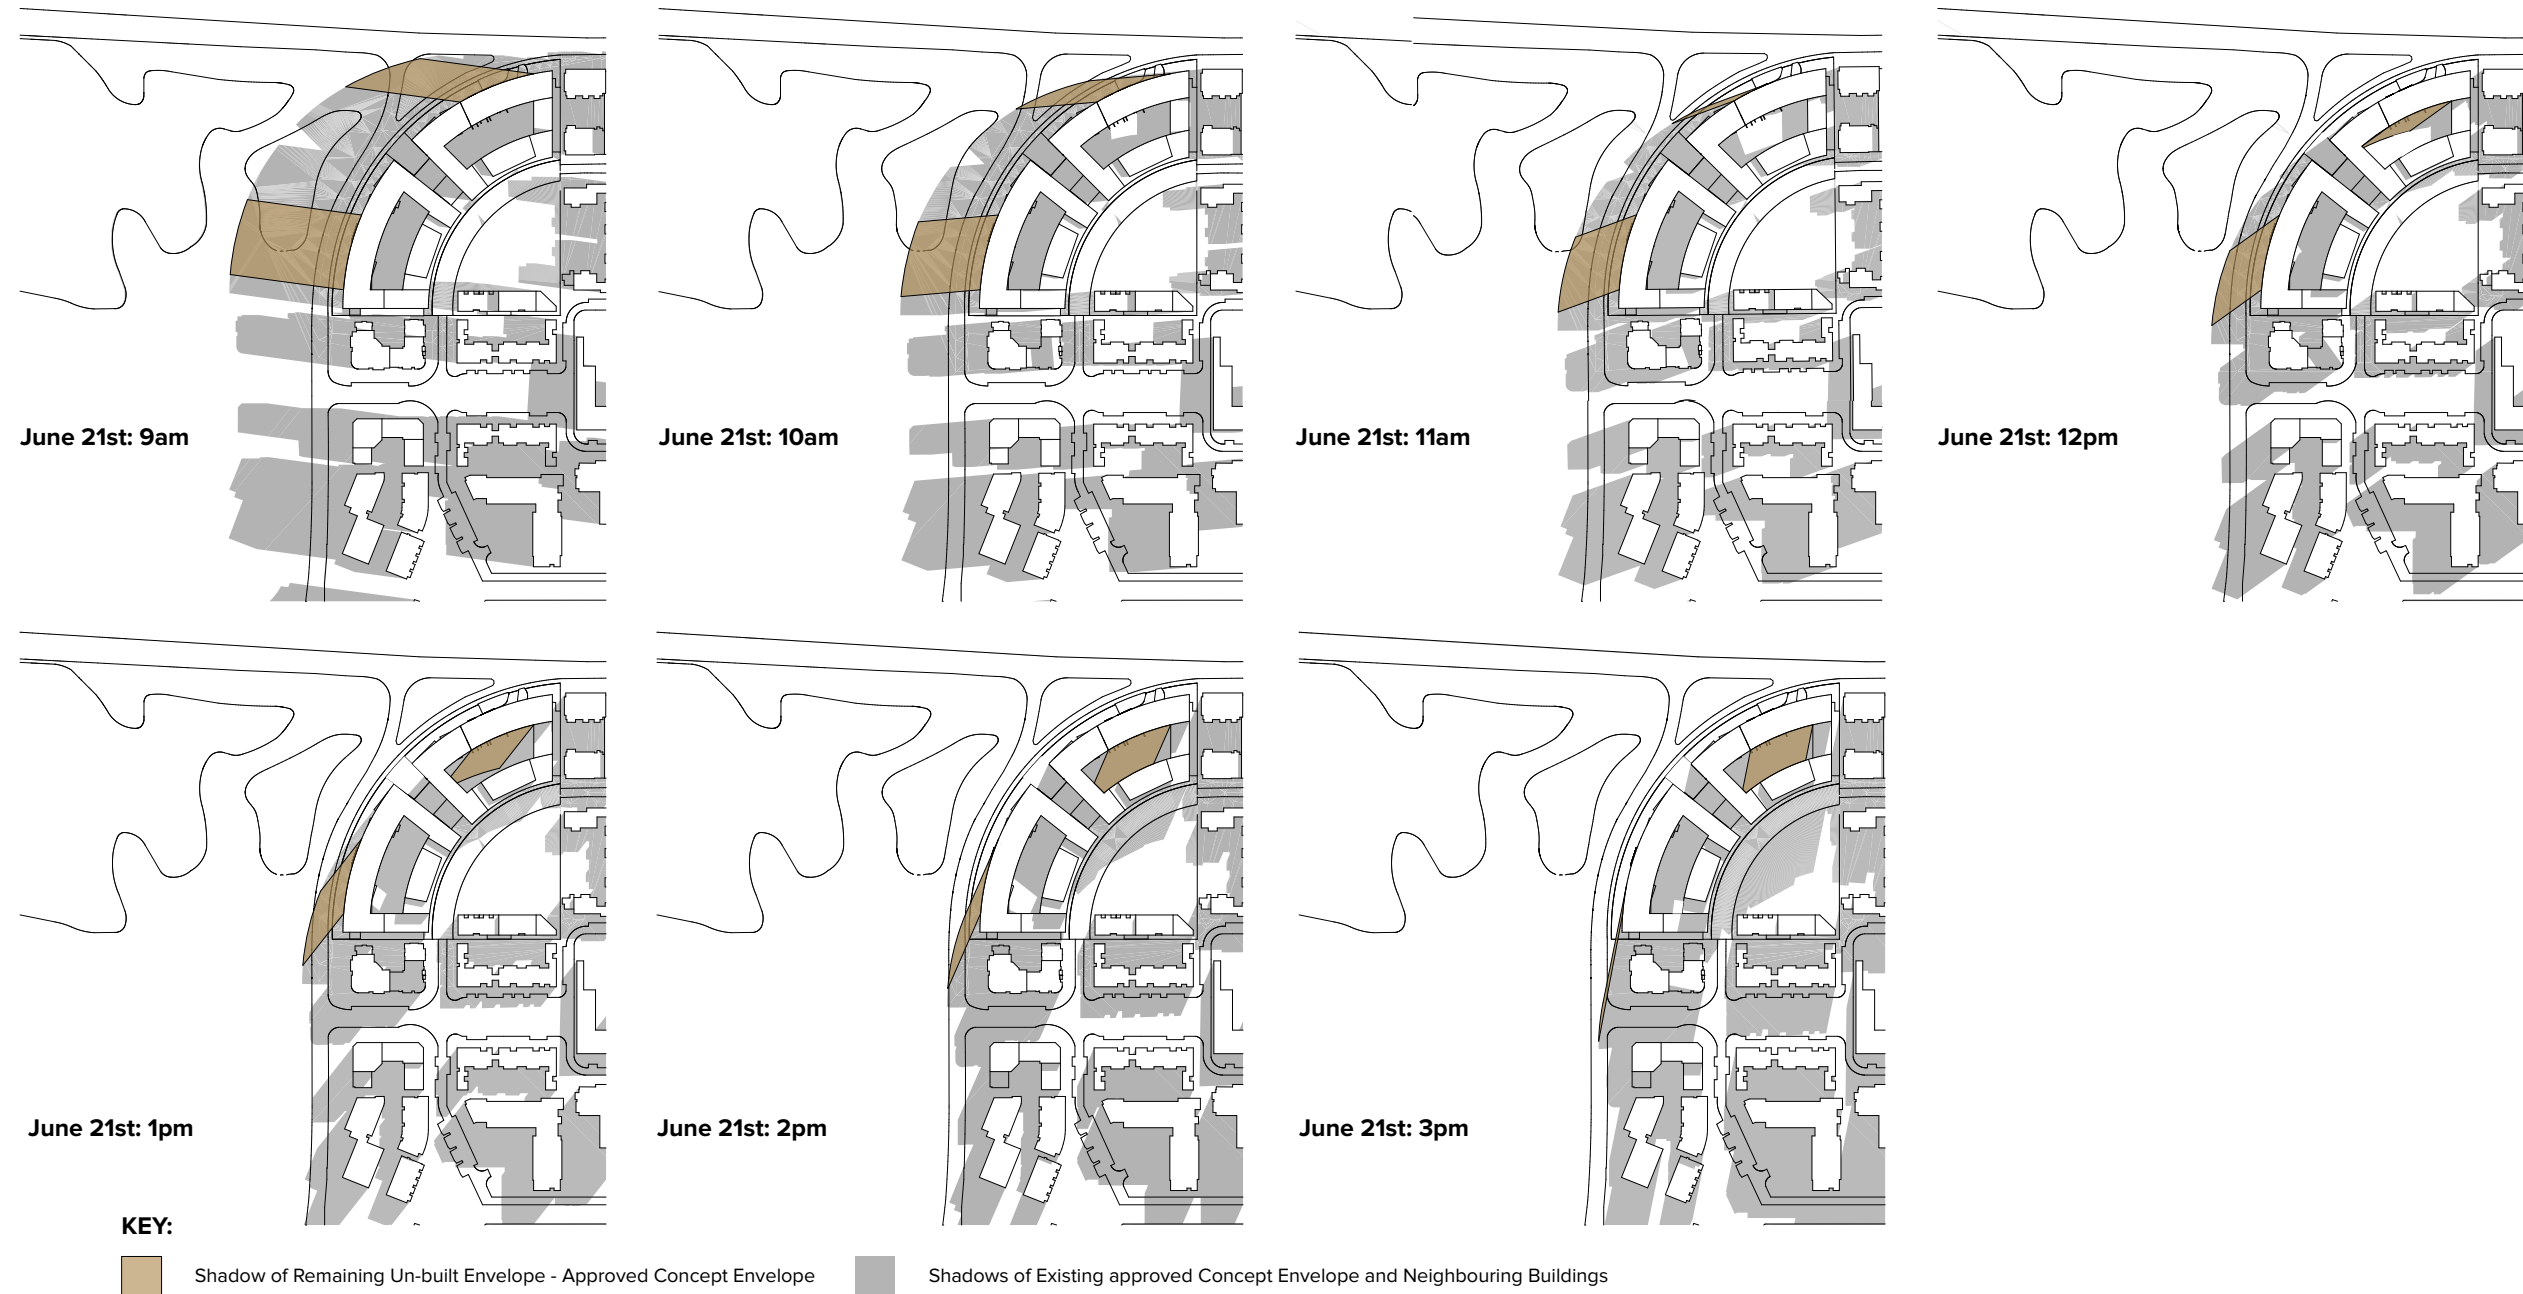 June 21st: 9am
June 21st: 10am
June 21st: 11am
June 21st: 12pm
June 21st: 1pm
June 21st: 2pm
June 21st: 3pm
KEY:
Shadow of Remaining Un-built Envelope - Approved Concept Envelope
Shadows of Existing approved Concept Envelope and Neighbouring Buildings